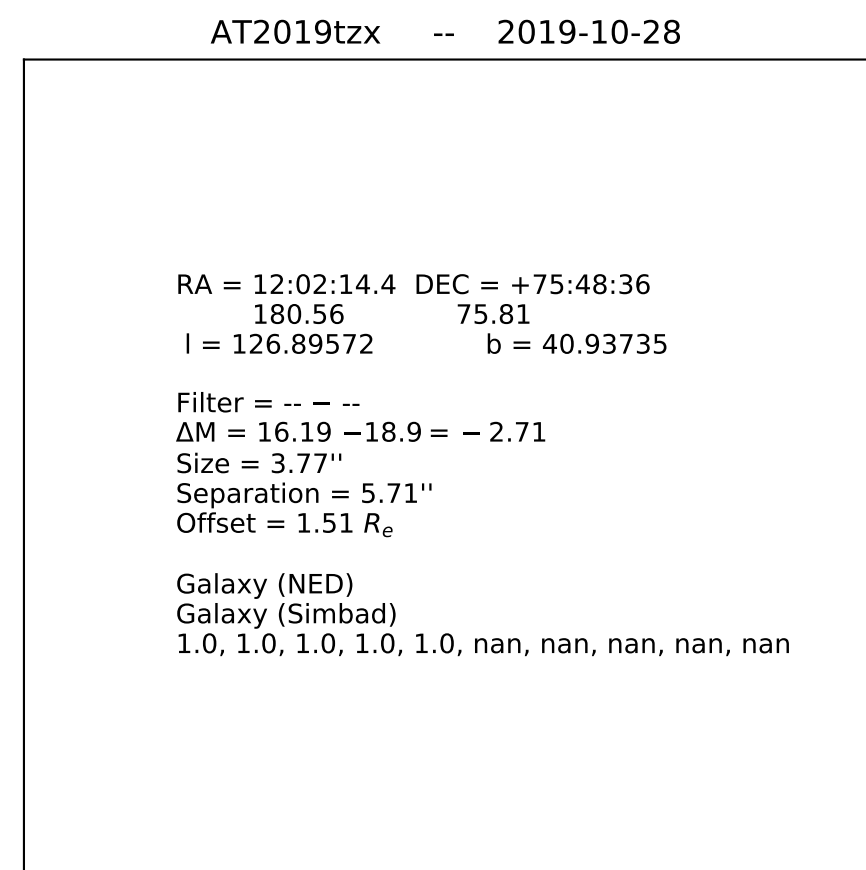 AT2019tzx -- 2019-10-28
RA = 12:02:14.4 DEC = +75:48:36
180.56 75.81
l = 126.89572 b = 40.93735
Filter = -- − --
ΔM = 16.19 −18.9 = − 2.71
Size = 3.77''
Separation = 5.71''
Offset = 1.51 Rₑ
Galaxy (NED)
Galaxy (Simbad)
1.0, 1.0, 1.0, 1.0, 1.0, nan, nan, nan, nan, nan